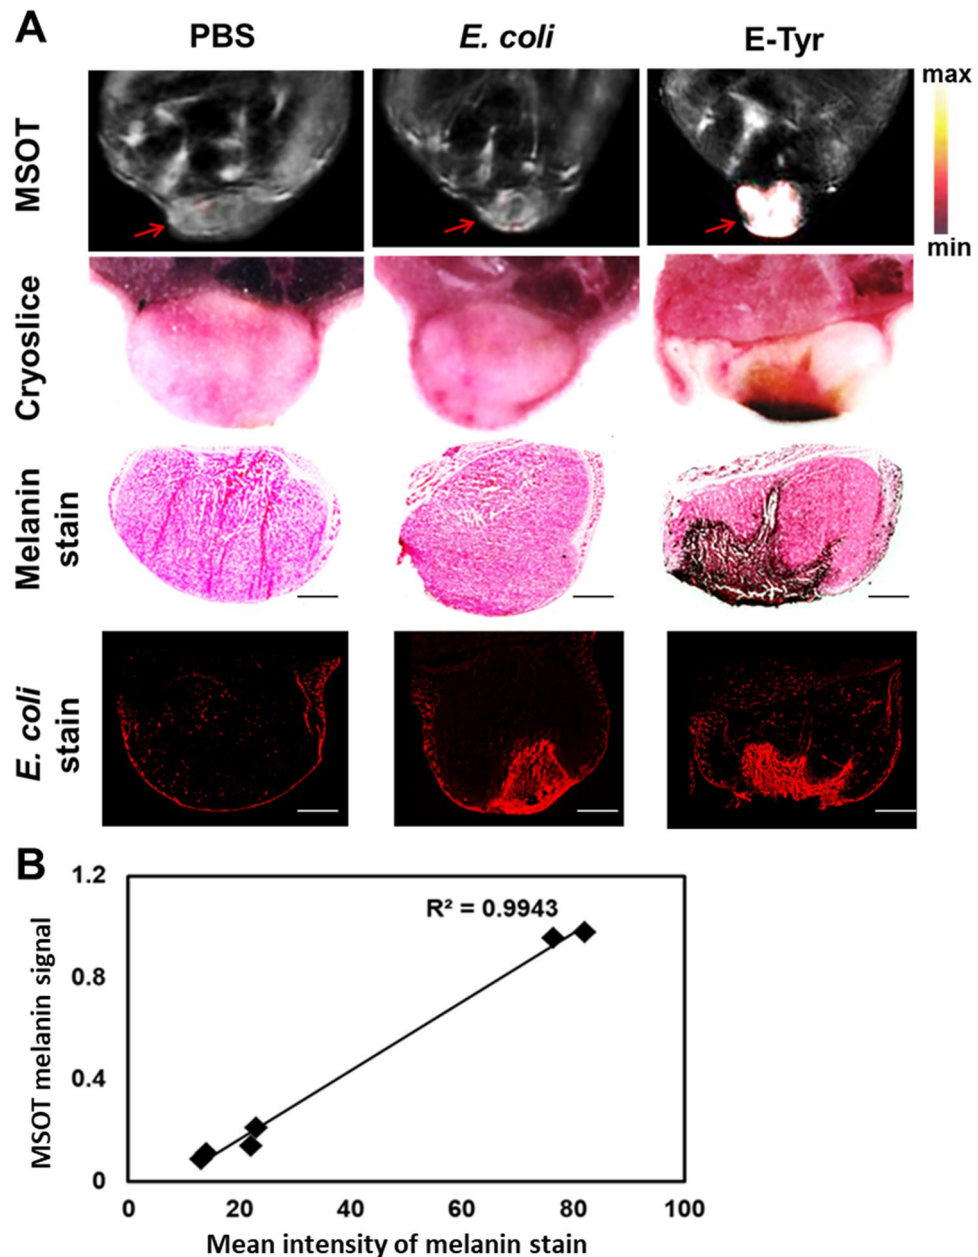 A
PBS
E. coli
E-Tyr
MSOT
max
min
Cryoslice
Melanin
stain
E. coli
stain
B
1.2
0.8
0.4
0
R² = 0.9943
MSOT melanin signal
0 20 40 60 80 100
Mean intensity of melanin stain